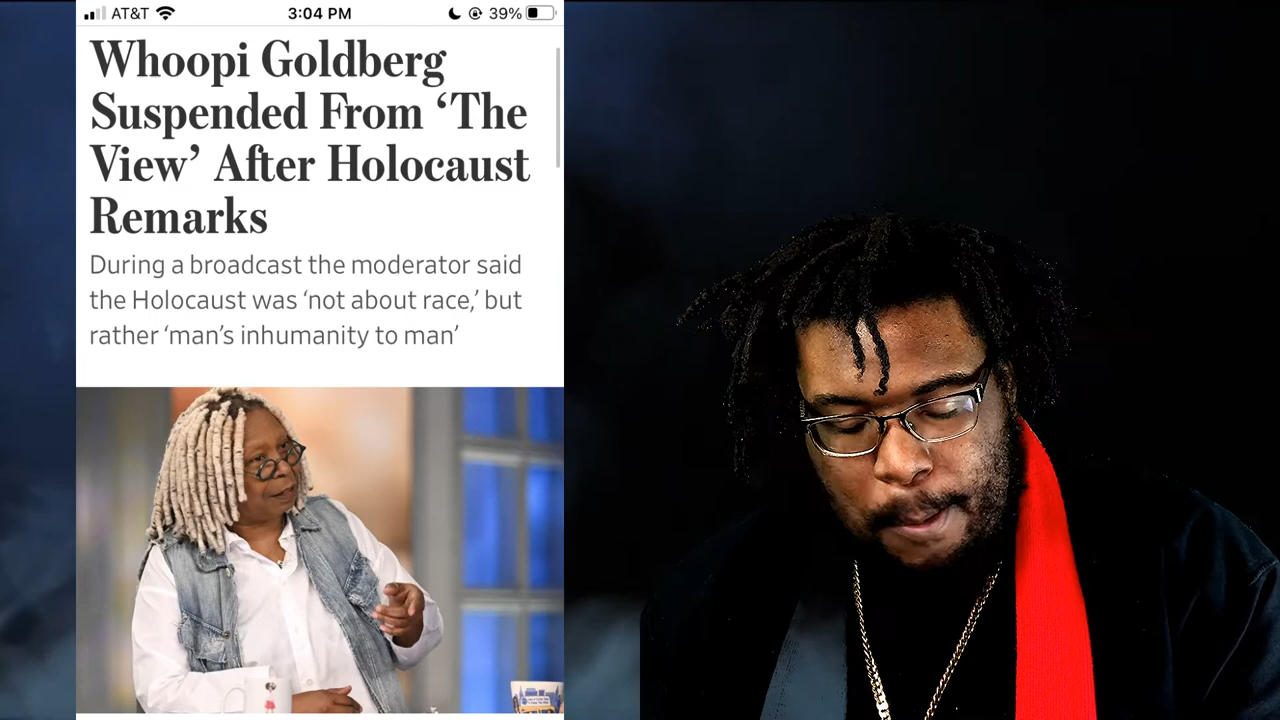 AT&T 3:04 PM 39%
Whoopi Goldberg
Suspended From ‘The
View’ After Holocaust
Remarks
During a broadcast the moderator said
the Holocaust was ‘not about race,’ but
rather ‘man’s inhumanity to man’